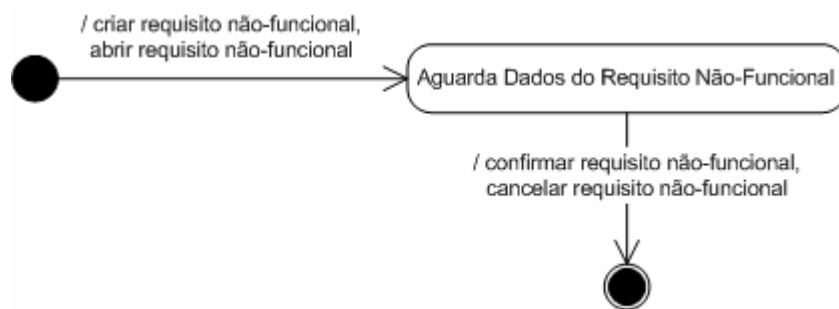 / criar requisito não-funcional,
abrir requisito não-funcional
Aguarda Dados do Requisito Não-Funcional
/ confirmar requisito não-funcional,
cancelar requisito não-funcional